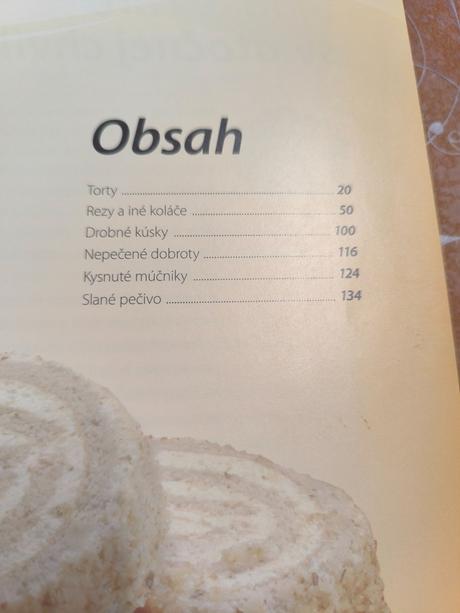 Obsah
Torty 20
Rezy a iné koláče 50
Drobné kúsky 100
Nepečené dobroty 116
Kysnuté múčniky 124
Slané pečivo 134